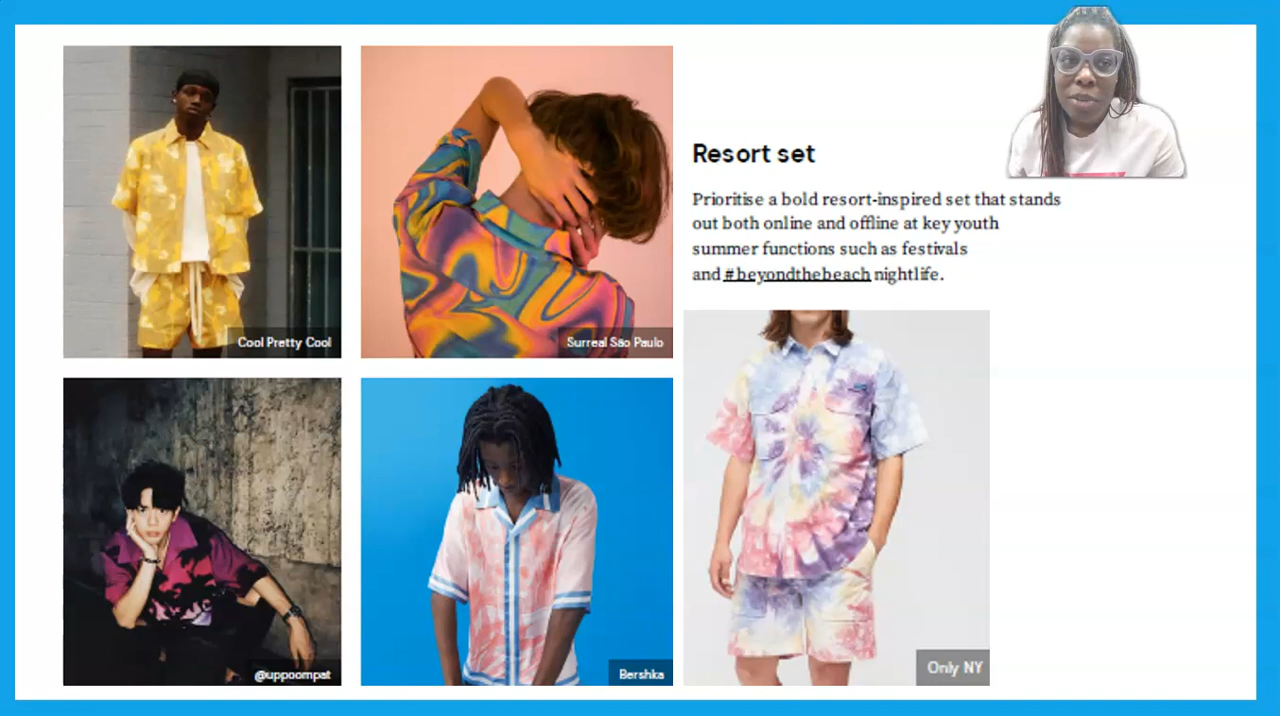 Cool Pretty Cool
Surreal São Paulo
Resort set
Prioritise a bold resort-inspired set that stands
out both online and offline at key youth
summer functions such as festivals
and #beyondthebeach nightlife.
@uppoompat
Bershka
Only NY